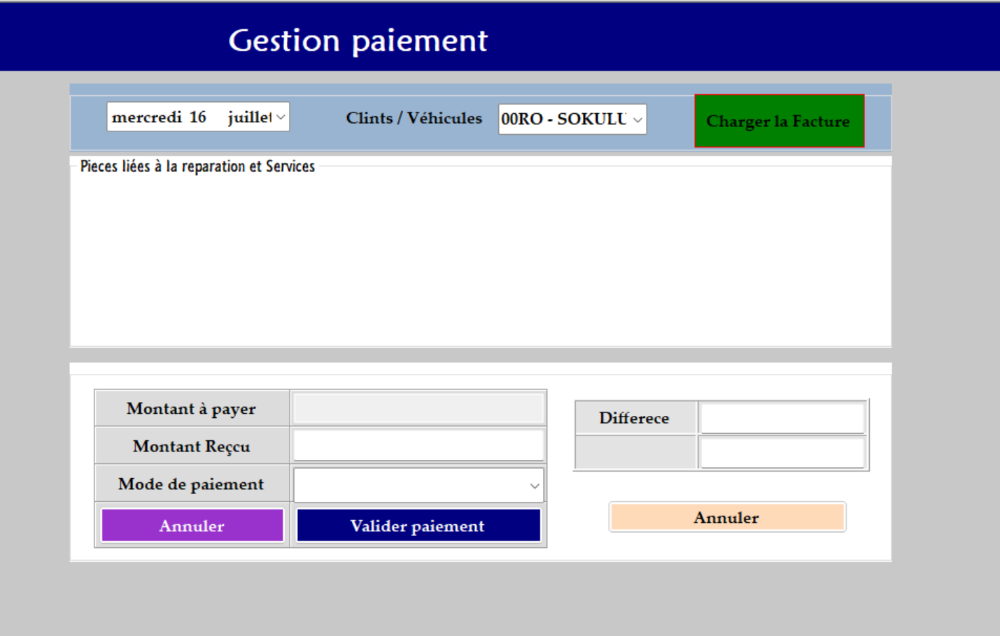 Gestion paiement
mercredi 16 juillet
Clints / Véhicules
00RO - SOKULU
Charger la Facture
Pieces liées à la reparation et Services
Montant à payer
Montant Reçcu
Mode de paiement
Annuler
Valider paiement
Differece
Annuler